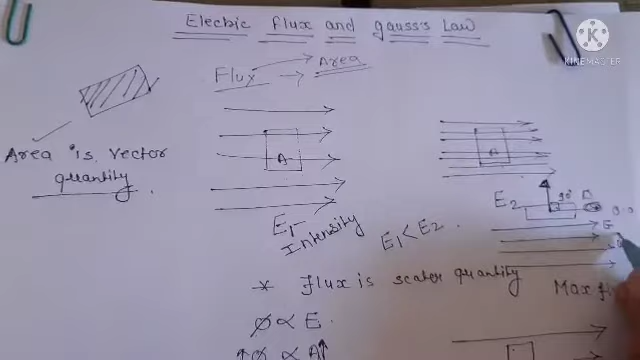 Electric flux and gauss's Law
KINEMASTER
Flux → Area
A
A
Area is vector
quantity.
E₁
Intensity
E₁ < E₂.
E₂
90°
E
* flux is scaler quantity
Max
ϕ ∝ E.
↑ϕ ∝ A↑